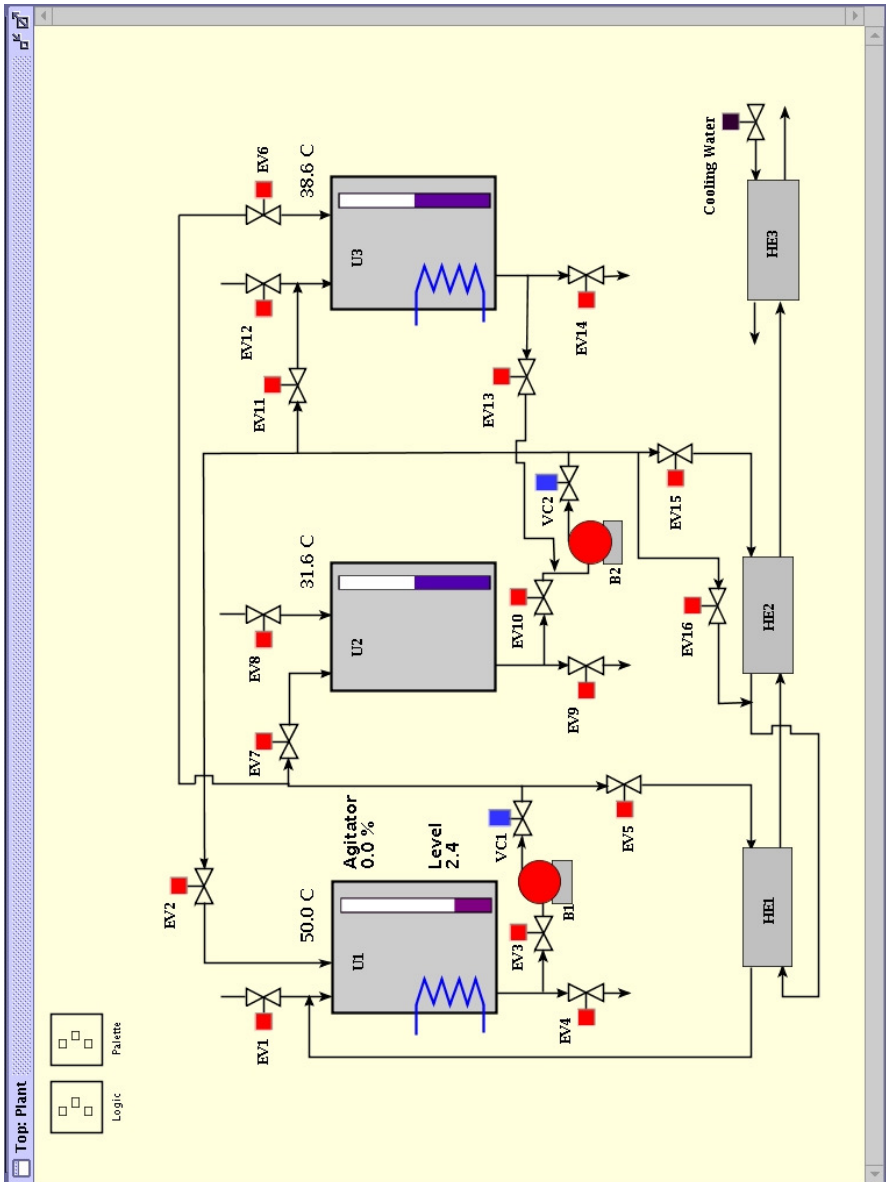 Top: Plant
Logic
Palette
EV2
EV1
EV7
EV8
EV11
EV12
EV6
50.0 C
31.6 C
38.6 C
Agitator
0.0 %
U1
U2
U3
Level
2.4
EV3
VC1
EV10
EV13
VC2
EV4
B1
EV9
EV14
B2
EV5
EV15
EV16
Cooling Water
HE1
HE2
HE3